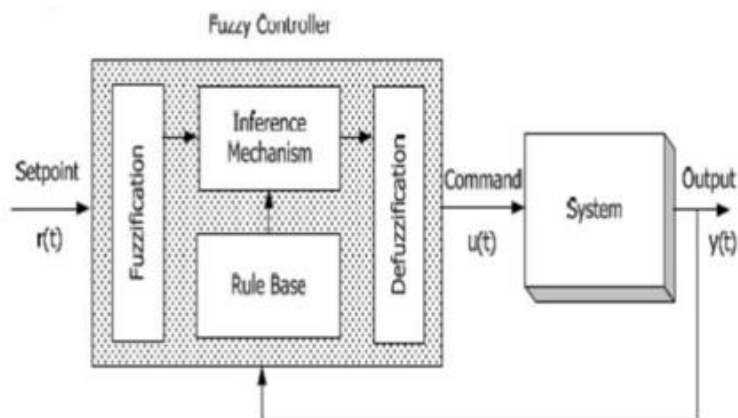 Fuzzy Controller
Fuzzification
Inference
Mechanism
Rule Base
Defuzzification
Setpoint
r(t)
Command
u(t)
System
Output
y(t)